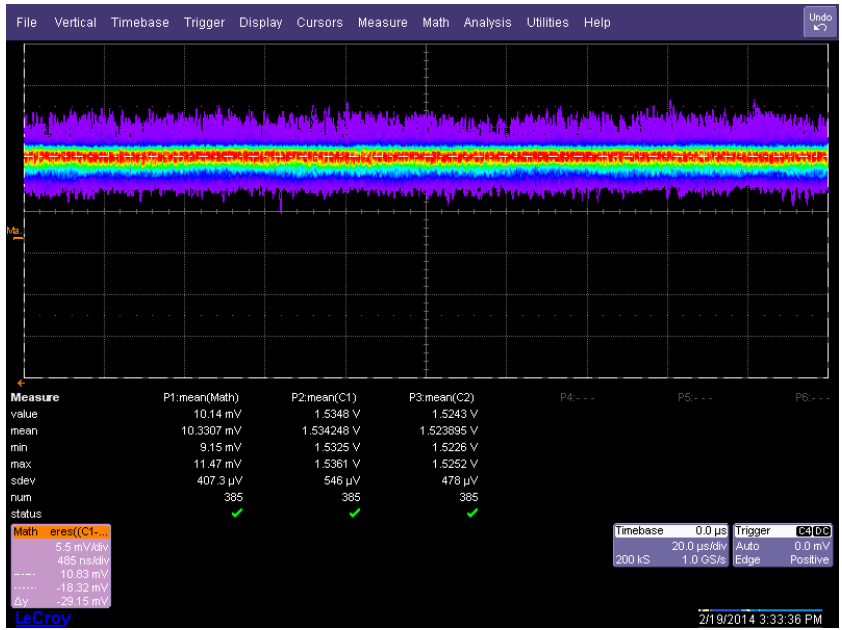 File Vertical Timebase Trigger Display Cursors Measure Math Analysis Utilities Help Undo
Ma.
Measure P1:mean(Math) P2:mean(C1) P3:mean(C2) P4:- - - P5:- - - P6:- - -
value 10.14 mV 1.5348 V 1.5243 V
mean 10.3307 mV 1.534248 V 1.523895 V
min 9.15 mV 1.5325 V 1.5226 V
max 11.47 mV 1.5361 V 1.5252 V
sdev 407.3 µV 546 µV 478 µV
num 385 385 385
status
Math eres((C1-...
5.5 mV/div
485 ns/div
10.83 mV
-18.32 mV
Δy -29.15 mV
Timebase 0.0 µs
20.0 µs/div
200 kS 1.0 GS/s
Trigger C4 DC
Auto 0.0 mV
Edge Positive
LeCroy
2/19/2014 3:33:36 PM